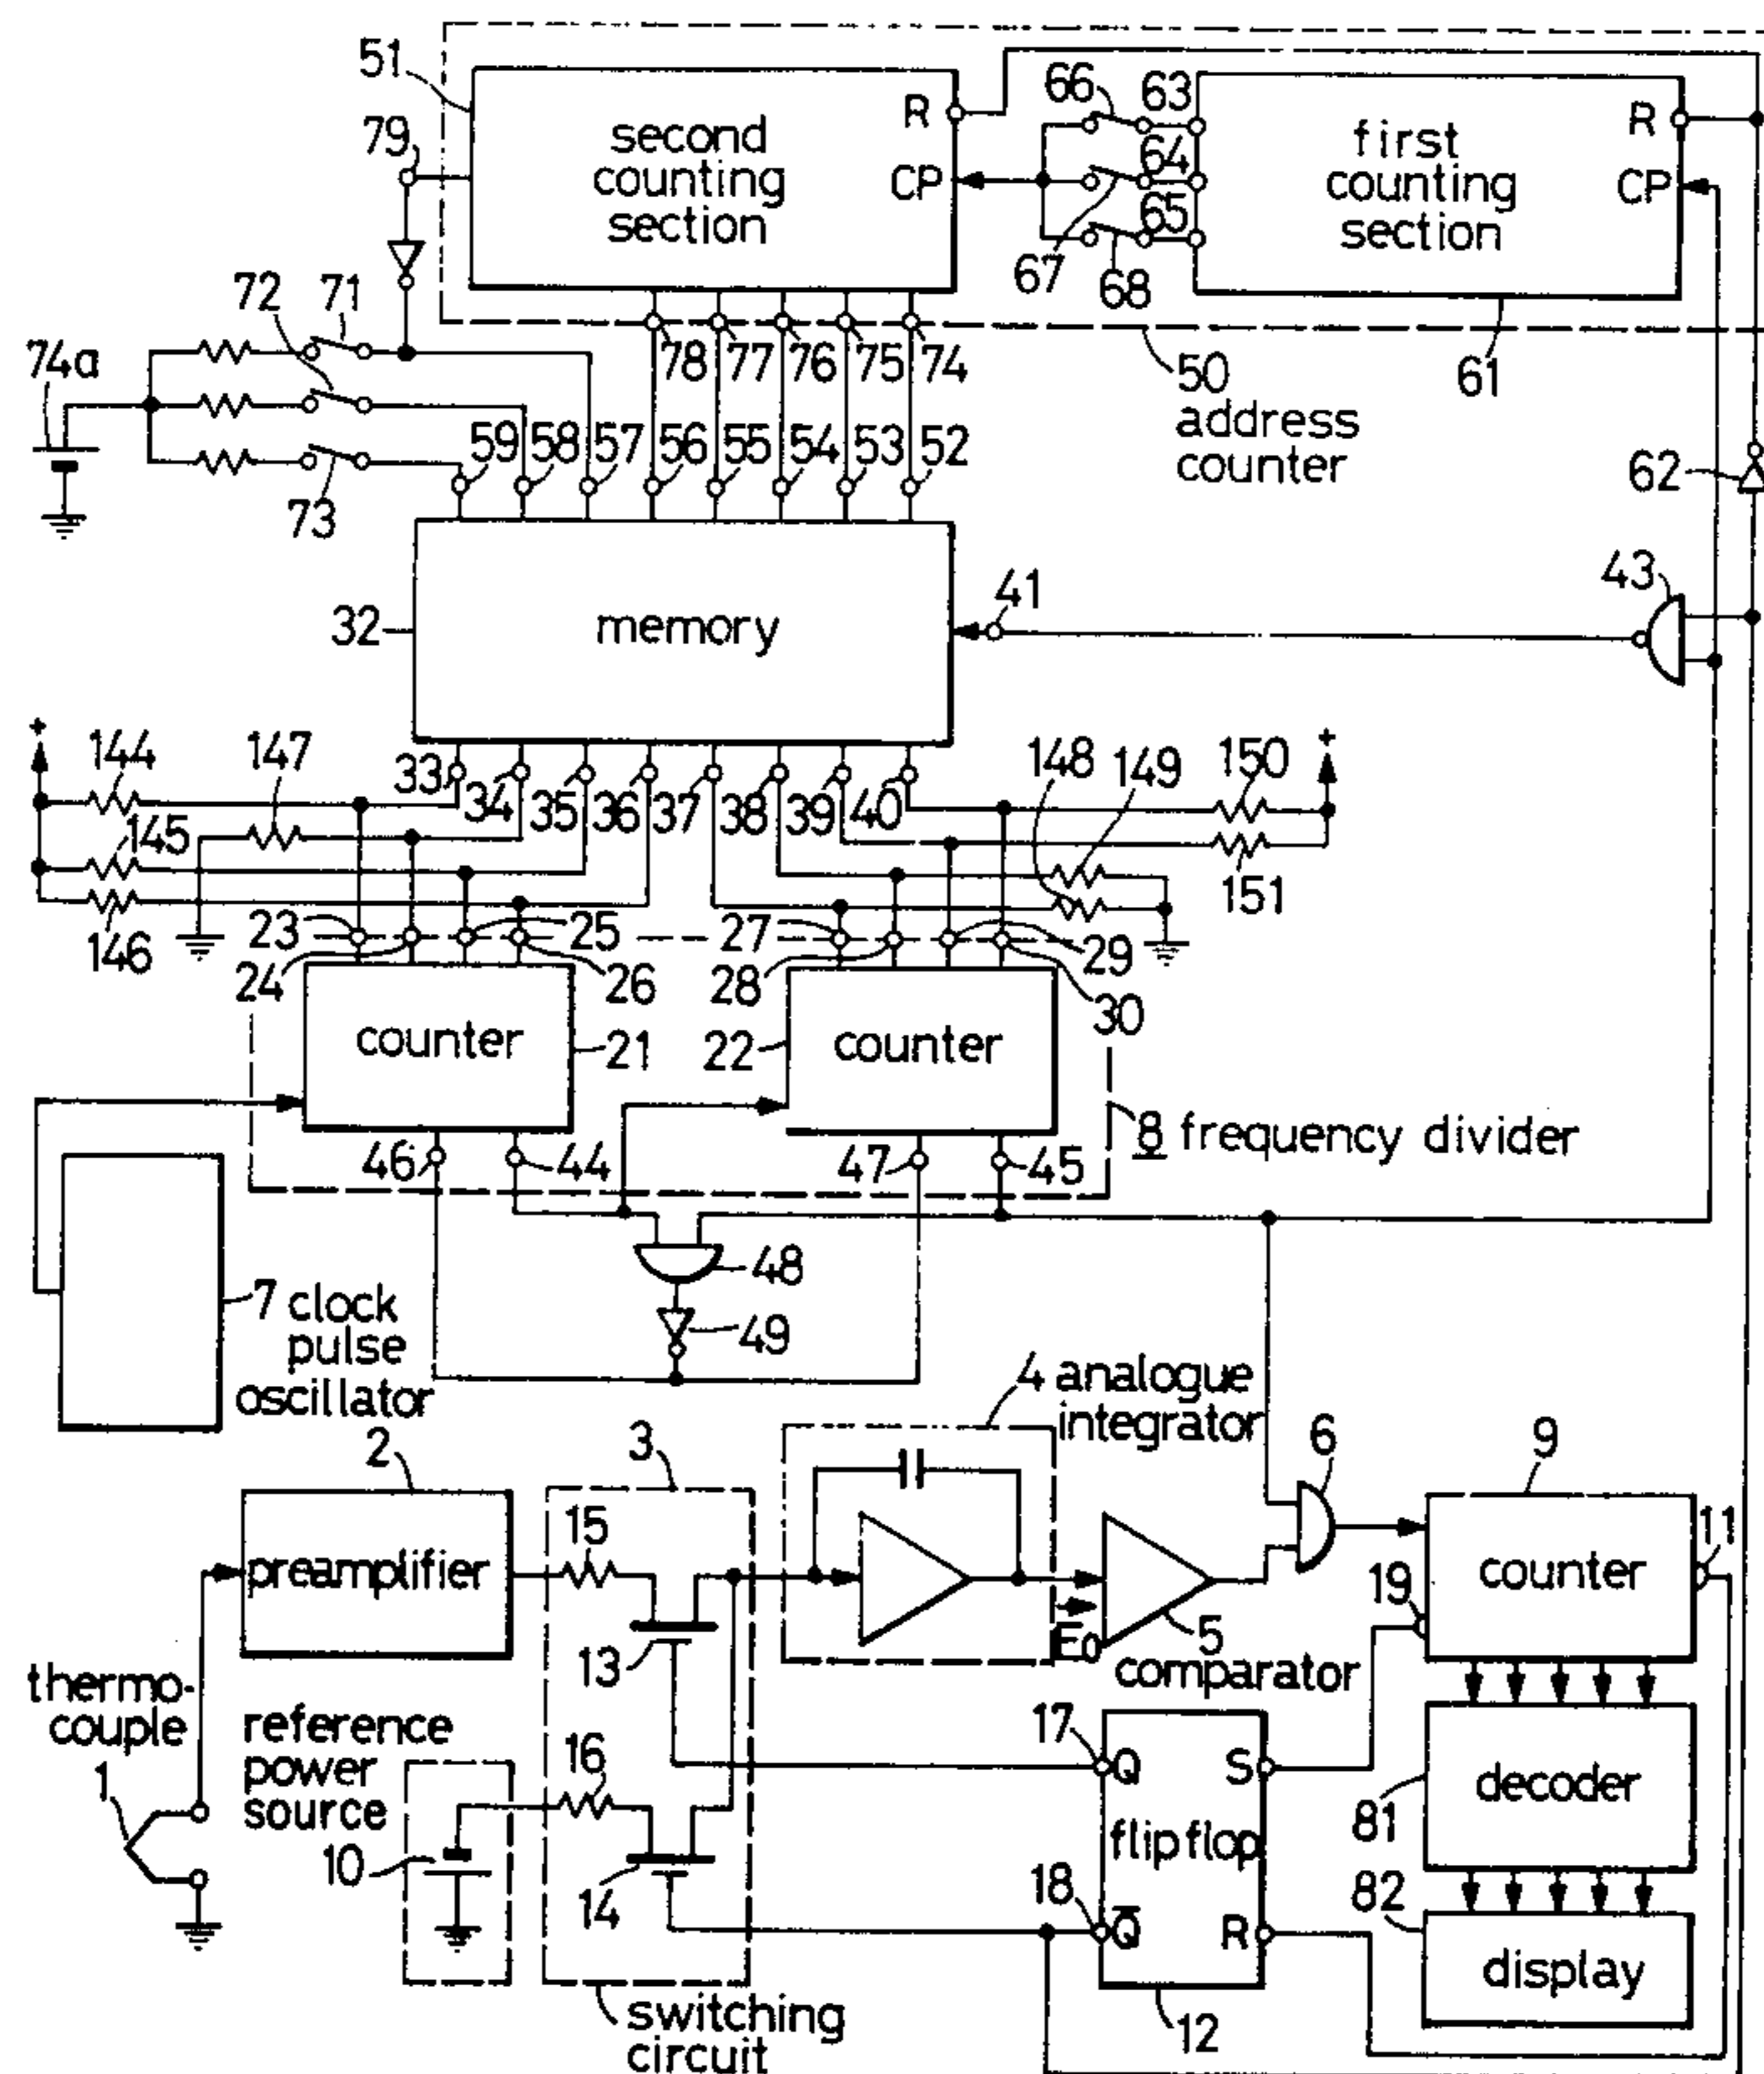 51
second
counting
section
R
CP
79
66
63
64
65
67
68
first
counting
section
R
CP
72
71
74a
73
78
77
76
75
74
50
address
counter
61
62
59
58
57
56
55
54
53
52
32
memory
41
43
+
144
147
145
146
33
34
35
36
37
38
39
40
148
149
150
+
151
23
24
25
26
27
28
29
30
counter
21
22
counter
46
44
47
45
8 frequency divider
48
49
7 clock
pulse
oscillator
4 analogue
integrator
6
9
2
preamplifier
3
15
13
Eo
5
comparator
counter
11
19
thermo-
couple
1
reference
power
source
10
16
14
17
Q
S
flip flop
18
Q̅
R
12
decoder
81
82
display
switching
circuit